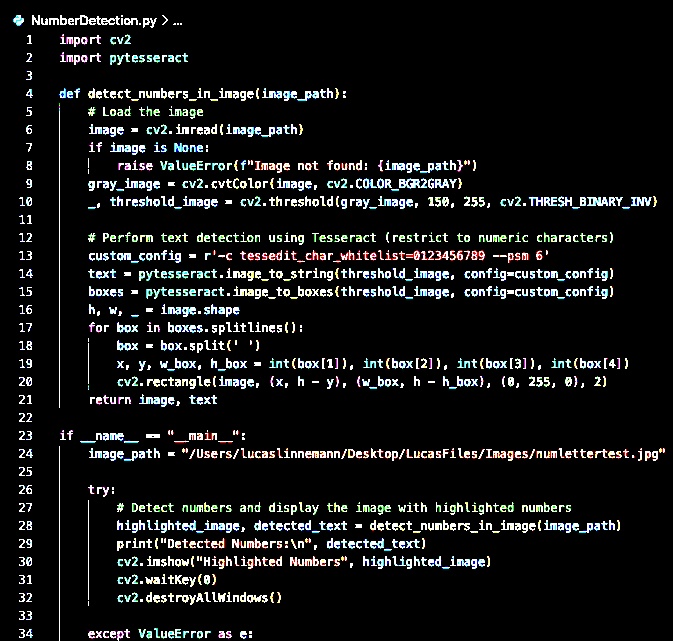 NumberDetection.py > ...
1 import cv2
2 import pytesseract
3
4 def detect_numbers_in_image(image_path):
5     # Load the image
6     image = cv2.imread(image_path)
7     if image is None:
8         raise ValueError(f"Image not found: {image_path}")
9     gray_image = cv2.cvtColor(image, cv2.COLOR_BGR2GRAY)
10     _, threshold_image = cv2.threshold(gray_image, 150, 255, cv2.THRESH_BINARY_INV)
11
12     # Perform text detection using Tesseract (restrict to numeric characters)
13     custom_config = r'-c tessedit_char_whitelist=0123456789 --psm 6'
14     text = pytesseract.image_to_string(threshold_image, config=custom_config)
15     boxes = pytesseract.image_to_boxes(threshold_image, config=custom_config)
16     h, w, _ = image.shape
17     for box in boxes.splitlines():
18         box = box.split(' ')
19         x, y, w_box, h_box = int(box[1]), int(box[2]), int(box[3]), int(box[4])
20         cv2.rectangle(image, (x, h - y), (w_box, h - h_box), (0, 255, 0), 2)
21     return image, text
22
23 if __name__ == "__main__":
24     image_path = "/Users/lucaslinnemann/Desktop/LucasFiles/Images/numlettertest.jpg"
25
26     try:
27         # Detect numbers and display the image with highlighted numbers
28         highlighted_image, detected_text = detect_numbers_in_image(image_path)
29         print("Detected Numbers:\n", detected_text)
30         cv2.imshow("Highlighted Numbers", highlighted_image)
31         cv2.waitKey(0)
32         cv2.destroyAllWindows()
33
34     except ValueError as e: